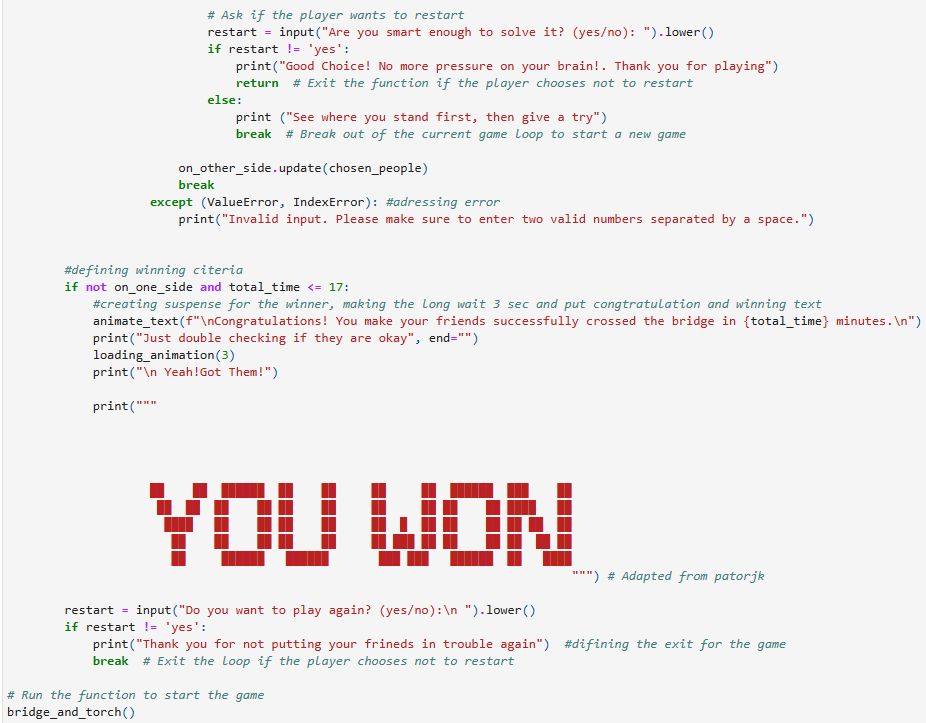 # Ask if the player wants to restart
restart = input("Are you smart enough to solve it? (yes/no): ").lower()
if restart != 'yes':
print("Good Choice! No more pressure on your brain!. Thank you for playing")
return  # Exit the function if the player chooses not to restart
else:
print ("See where you stand first, then give a try")
break  # Break out of the current game loop to start a new game
on_other_side.update(chosen_people)
break
except (ValueError, IndexError): #adressing error
print("Invalid input. Please make sure to enter two valid numbers separated by a space.")
#defining winning citeria
if not on_one_side and total_time <= 17:
#creating suspense for the winner, making the long wait 3 sec and put congtratulation and winning text
animate_text(f"\nCongratulations! You make your friends successfully crossed the bridge in {total_time} minutes.\n")
print("Just double checking if they are okay", end="")
loading_animation(3)
print("\n Yeah!Got Them!")
print("""
YOU WON
""") # Adapted from patorjk
restart = input("Do you want to play again? (yes/no):\n ").lower()
if restart != 'yes':
print("Thank you for not putting your frineds in trouble again")  #difining the exit for the game
break  # Exit the loop if the player chooses not to restart
# Run the function to start the game
bridge_and_torch()